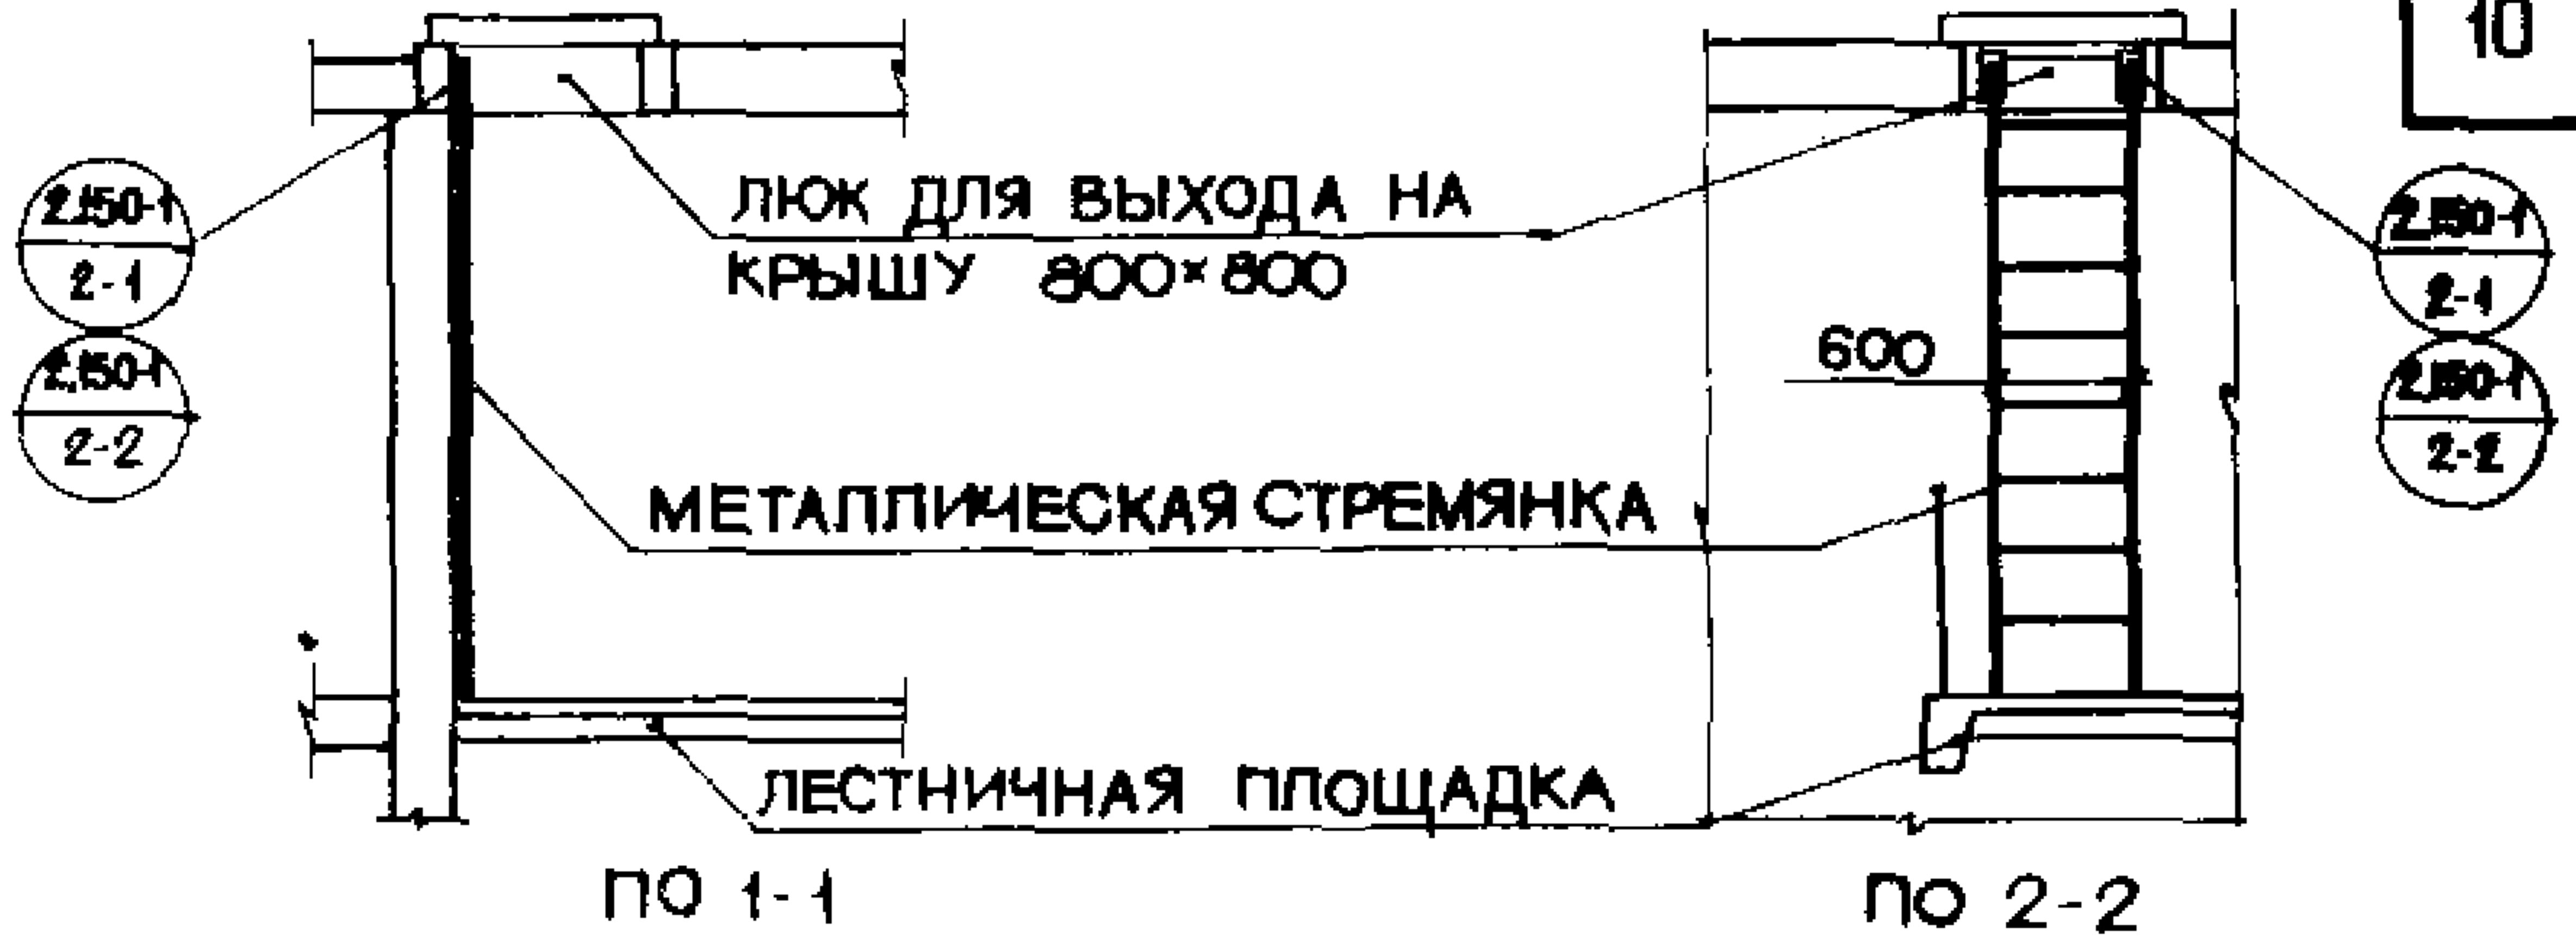 10
2.150-1
2-1
2.150-1
2-2
ЛЮК ДЛЯ ВЫХОДА НА
КРЫШУ 800×800
600
МЕТАЛЛИЧЕСКАЯ СТРЕМЯНКА
ЛЕСТНИЧНАЯ ПЛОЩАДКА
2.150-1
2-1
2.150-1
2-2
ПО 1-1
ПО 2-2